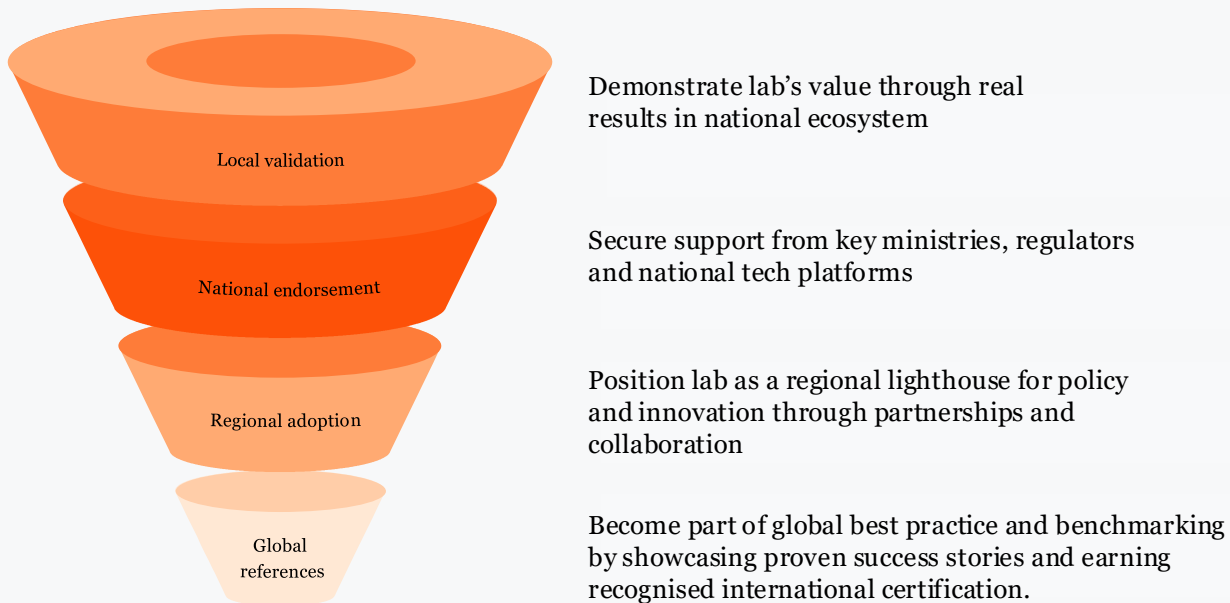 Demonstrate lab’s value through real
results in national ecosystem
Local validation
Secure support from key ministries, regulators
and national tech platforms
National endorsement
Position lab as a regional lighthouse for policy
and innovation through partnerships and
collaboration
Regional adoption
Become part of global best practice and benchmarking
by showcasing proven success stories and earning
recognised international certification.
Global
references